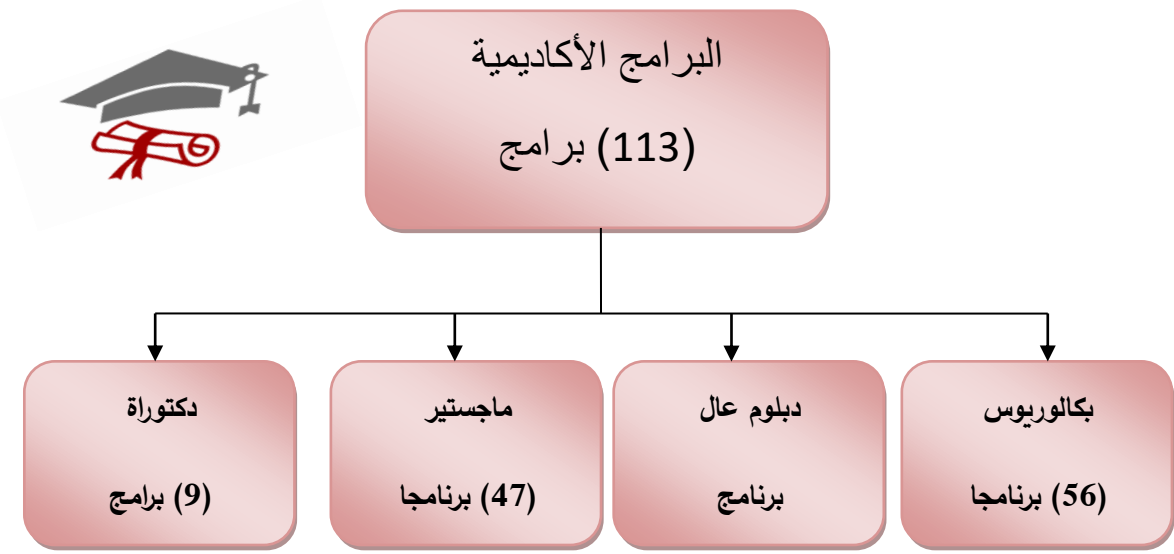 البرامج الأكاديمية
(113) برامج
بكالوريوس
(56) برنامجا
دبلوم عال
برنامج
ماجستير
(47) برنامجا
دكتوراة
(9) برامج